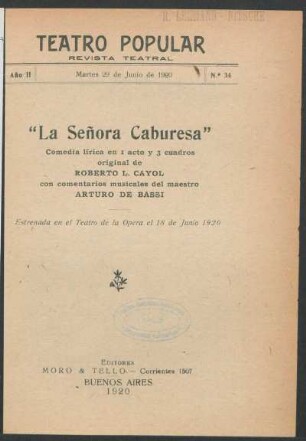 TEATRO POPULAR
REVISTA TEATRAL
Año II
Martes 29 de Junio de 1920
N.º 34
"La Señora Caburesa"
Comedia lírica en 1 acto y 3 cuadros
original de
ROBERTO L. CAYOL
con comentarios musicales del maestro
ARTURO DE BASSI
Estrenada en el Teatro de la Opera el 18 de Junio 1920
EDITORES
MORO & TELLO.— Corrientes 1567
BUENOS AIRES
1920